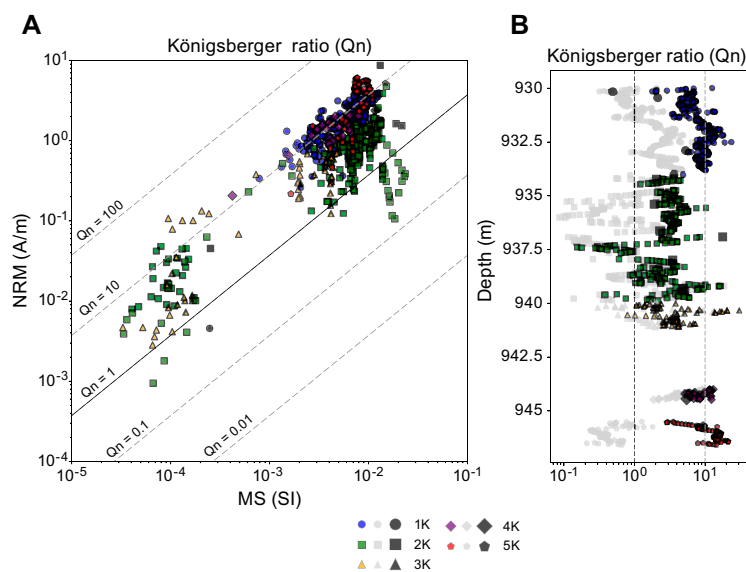 A
Königsberger ratio (Qn)
NRM (A/m)
10^1
10^0
10^-1
10^-2
10^-3
10^-4
Qn = 100
Qn = 10
Qn = 1
Qn = 0.1
Qn = 0.01
10^-5
10^-4
10^-3
10^-2
10^-1
MS (SI)
B
Königsberger ratio (Qn)
Depth (m)
930
932.5
935
937.5
940
942.5
945
10^-1
10^0
10^1
1K
2K
3K
4K
5K